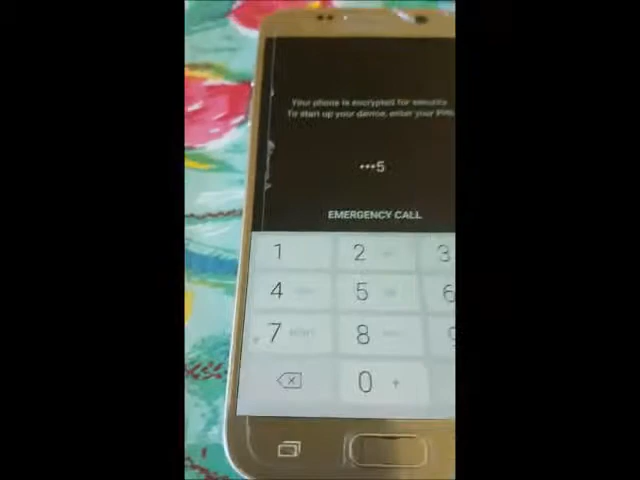 Your phone is encrypted for security.
To start up your device, enter your PIN
•••5
EMERGENCY CALL
1 2 3
4 5 6
7 8 9
0 +